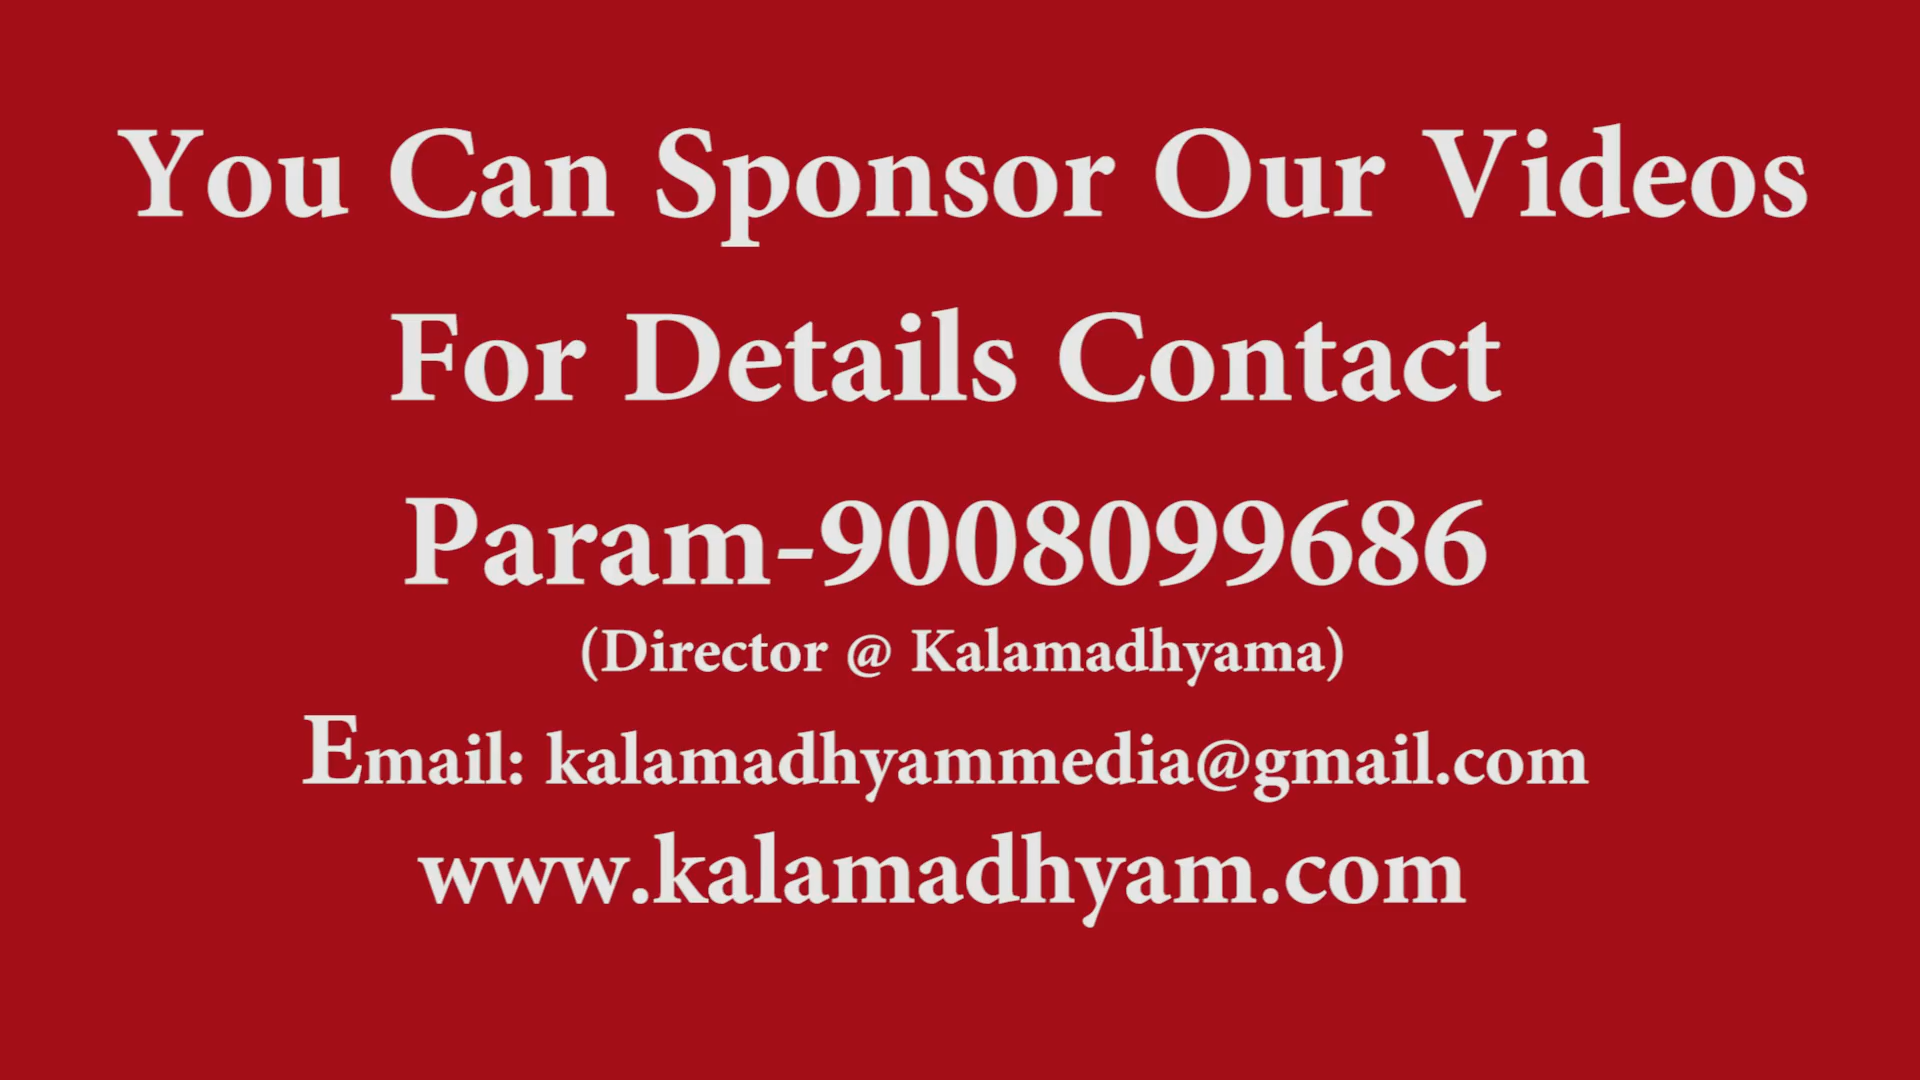 You Can Sponsor Our Videos
For Details Contact
Param-9008099686
(Director @ Kalamadhyama)
Email: kalamadhyammedia@gmail.com
www.kalamadhyam.com